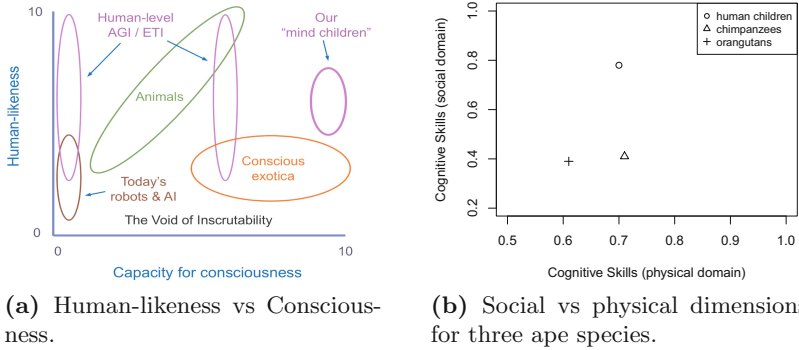 10
Human-likeness
0
Human-level
AGI / ETI
Our
“mind children”
Animals
Conscious
exotica
Today's
robots & AI
The Void of Inscrutability
0
10
Capacity for consciousness
(a) Human-likeness vs Conscious-
ness.
Cognitive Skills (social domain)
1.0
0.8
0.6
0.4
0.2
human children
chimpanzees
orangutans
0.5 0.6 0.7 0.8 0.9 1.0
Cognitive Skills (physical domain)
(b) Social vs physical dimension
for three ape species.